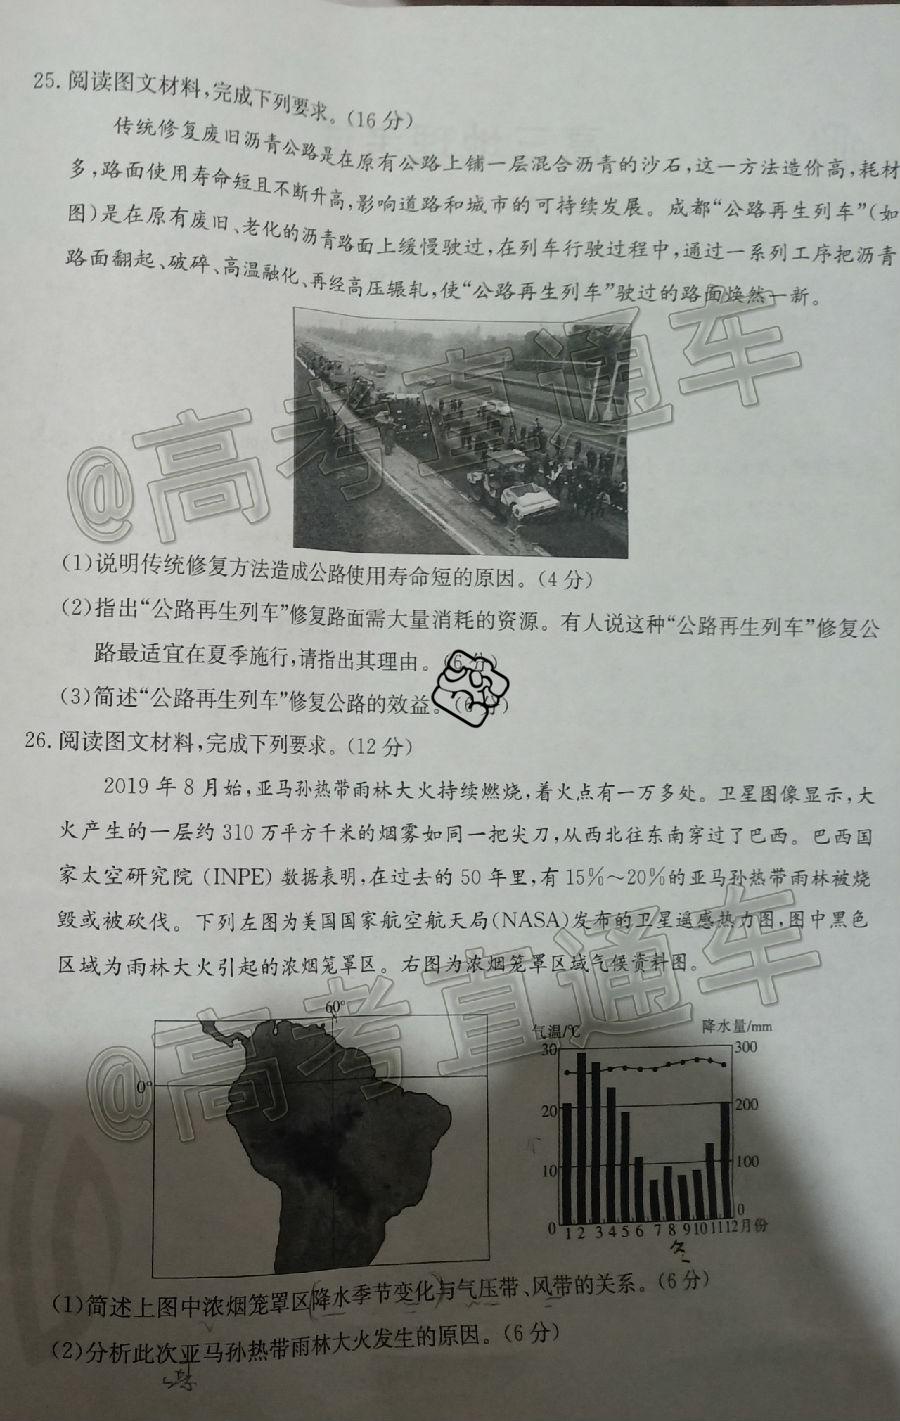 25. 阅读图文材料,完成下列要求。(16分)
传统修复废旧沥青公路是在原有公路上铺一层混合沥青的沙石,这一方法造价高,耗材
多,路面使用寿命短且不断升高,影响道路和城市的可持续发展。成都“公路再生列车”(如
图)是在原有废旧、老化的沥青路面上缓慢驶过,在列车行驶过程中,通过一系列工序把沥青
路面翻起、破碎、高温融化、再经高压辗轧,使“公路再生列车”驶过的路面焕然一新。
@高考直通车
(1)说明传统修复方法造成公路使用寿命短的原因。(4分)
(2)指出“公路再生列车”修复路面需大量消耗的资源。有人说这种“公路再生列车”修复公
路最适宜在夏季施行,请指出其理由。(6分)
(3)简述“公路再生列车”修复公路的效益。(6分)
26. 阅读图文材料,完成下列要求。(12分)
2019年8月始,亚马孙热带雨林大火持续燃烧,着火点有一万多处。卫星图像显示,大
火产生的一层约310万平方千米的烟雾如同一把尖刀,从西北往东南穿过了巴西。巴西国
家太空研究院(INPE)数据表明,在过去的50年里,有15%~20%的亚马孙热带雨林被烧
毁或被砍伐。下列左图为美国国家航空航天局(NASA)发布的卫星遥感热力图,图中黑色
区域为雨林大火引起的浓烟笼罩区。右图为浓烟笼罩区域气候资料图。
@高考直通车
60°
0°
气温/℃ 降水量/mm
30 300
20 200
10 100
0 0
1 2 3 4 5 6 7 8 9 10 11 12 月份
冬
(1)简述上图中浓烟笼罩区降水季节变化与气压带、风带的关系。(6分)
(2)分析此次亚马孙热带雨林大火发生的原因。(6分)